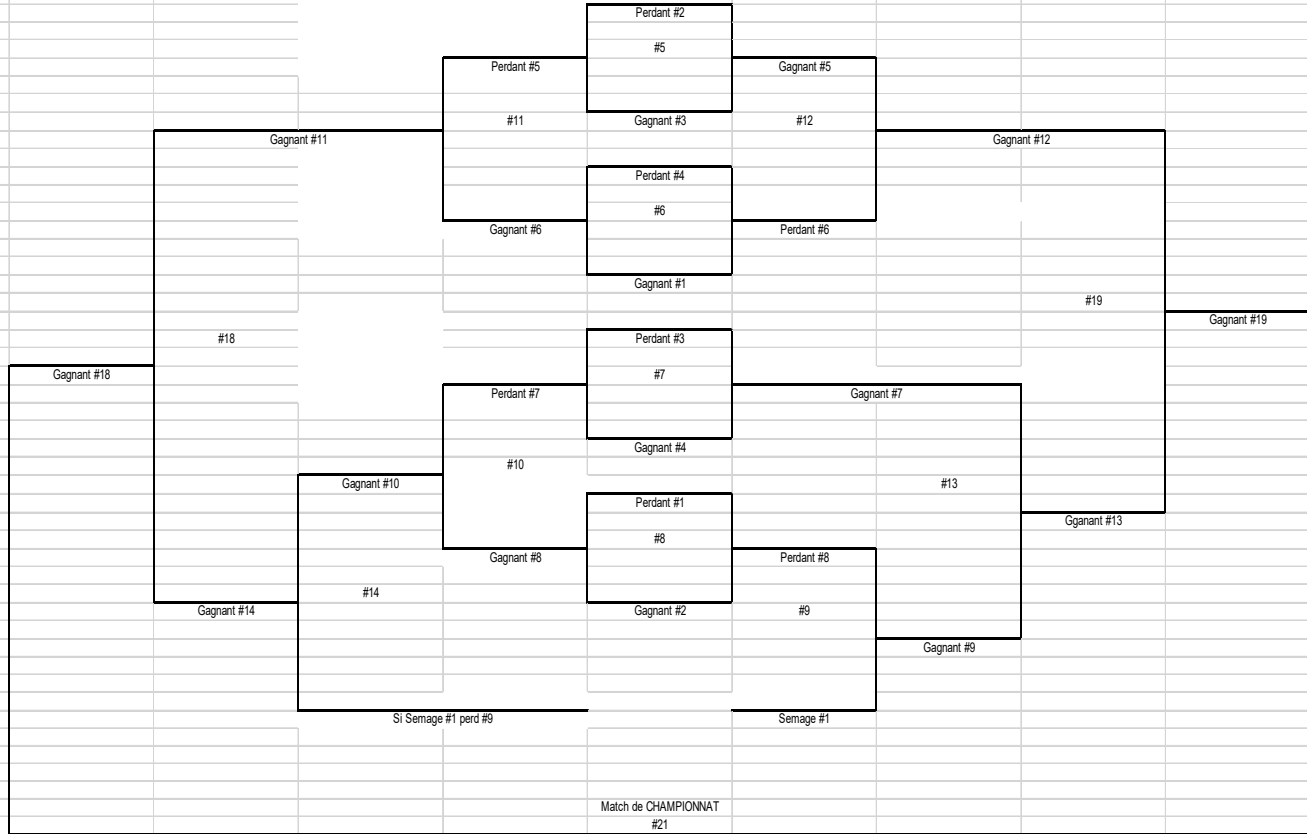 Perdant #2
#5
Perdant #5
Gagnant #5
#11
Gagnant #3
#12
Gagnant #11
Gagnant #12
Perdant #4
#6
Gagnant #6
Perdant #6
Gagnant #1
#19
Gagnant #19
#18
Perdant #3
Gagnant #18
#7
Perdant #7
Gagnant #7
Gagnant #4
#10
Gagnant #10
#13
Perdant #1
Gganant #13
#8
Gagnant #8
Perdant #8
#14
Gagnant #14
Gagnant #2
#9
Gagnant #9
Si Semage #1 perd #9
Semage #1
Match de CHAMPIONNAT
#21